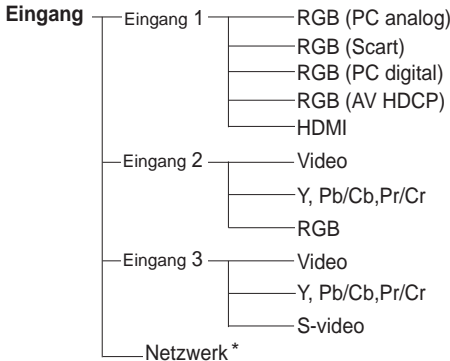 Eingang Eingang 1 RGB (PC analog)
RGB (Scart)
RGB (PC digital)
RGB (AV HDCP)
HDMI
Eingang 2 Video
Y, Pb/Cb,Pr/Cr
RGB
Eingang 3 Video
Y, Pb/Cb,Pr/Cr
S-video
Netzwerk *